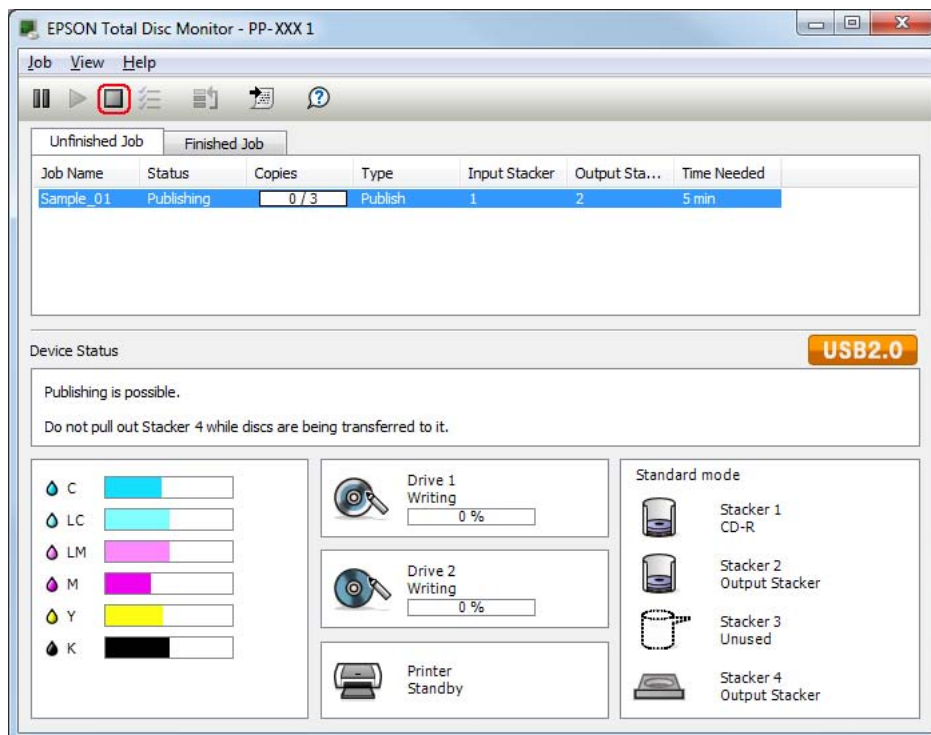 EPSON Total Disc Monitor - PP-XXX 1
Job View Help
Unfinished Job Finished Job
Job Name Status Copies Type Input Stacker Output Sta... Time Needed
Sample_01 Publishing 0 / 3 Publish 1 2 5 min
Device Status
USB2.0
Publishing is possible.
Do not pull out Stacker 4 while discs are being transferred to it.
C
LC
LM
M
Y
K
Drive 1
Writing
0 %
Drive 2
Writing
0 %
Printer
Standby
Standard mode
Stacker 1
CD-R
Stacker 2
Output Stacker
Stacker 3
Unused
Stacker 4
Output Stacker